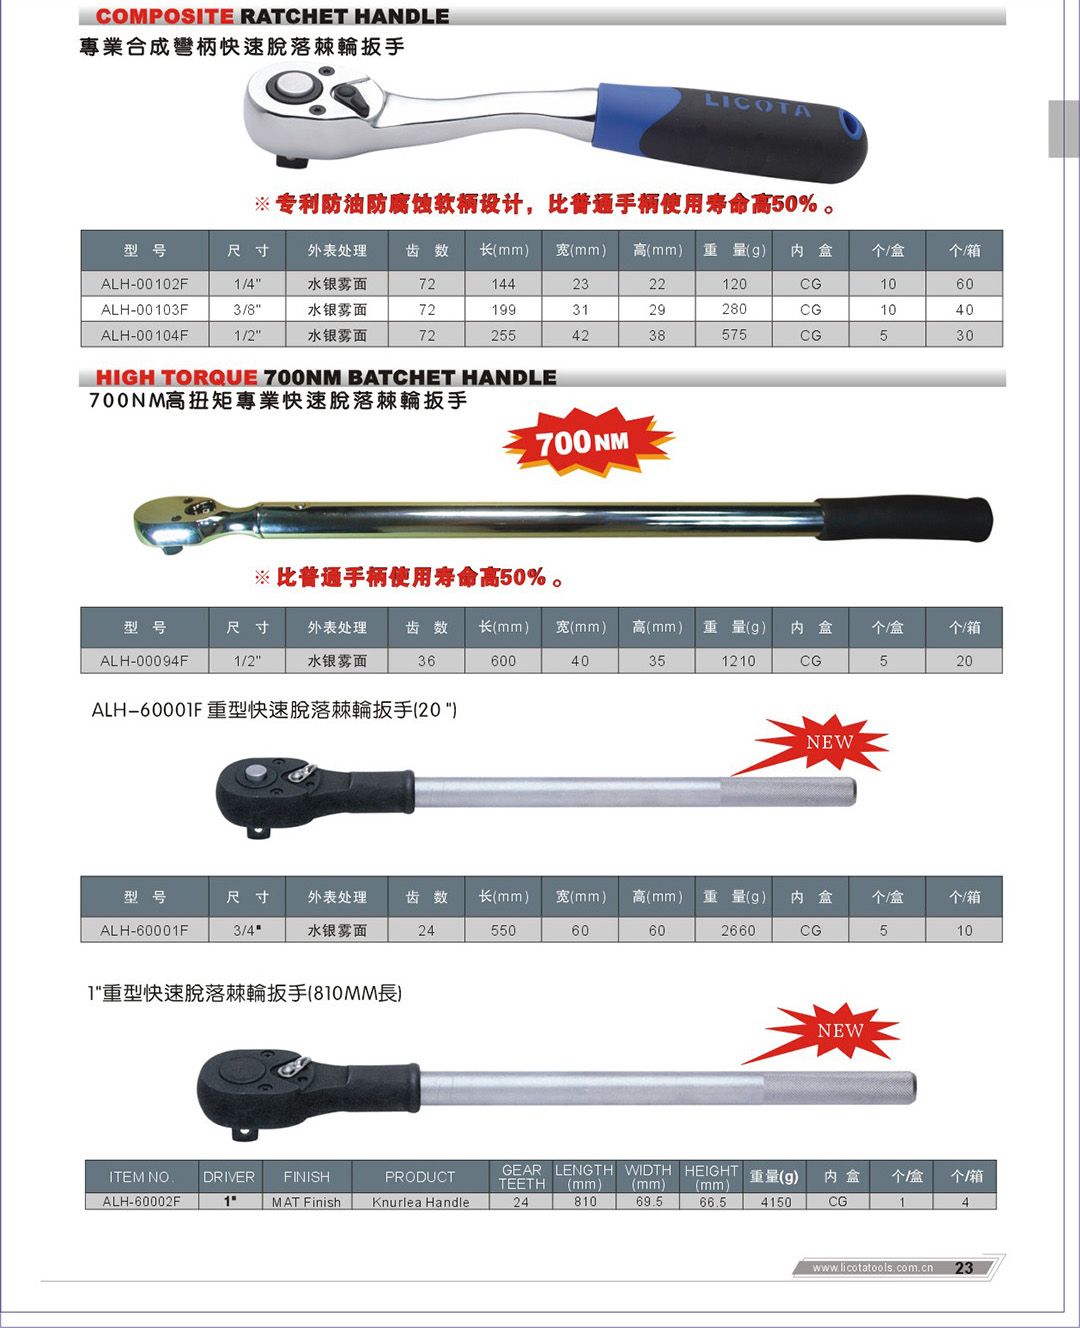 COMPOSITE RATCHET HANDLE
專業合成彎柄快速脫落棘輪扳手
LICOTA
※ 专利防油防腐蚀软柄设计，比普通手柄使用寿命高50% 。
型 号 尺 寸 外表处理 齿 数 长(mm) 宽(mm) 高(mm) 重 量(g) 内 盒 个/盒 个/箱
ALH-00102F 1/4" 水银雾面 72 144 23 22 120 CG 10 60
ALH-00103F 3/8" 水银雾面 72 199 31 29 280 CG 10 40
ALH-00104F 1/2" 水银雾面 72 255 42 38 575 CG 5 30
HIGH TORQUE 700NM BATCHET HANDLE
700NM高扭矩專業快速脫落棘輪扳手
700NM
※ 比普通手柄使用寿命高50% 。
型 号 尺 寸 外表处理 齿 数 长(mm) 宽(mm) 高(mm) 重 量(g) 内 盒 个/盒 个/箱
ALH-00094F 1/2" 水银雾面 36 600 40 35 1210 CG 5 20
ALH-60001F 重型快速脫落棘輪扳手(20 ")
NEW
型 号 尺 寸 外表处理 齿 数 长(mm) 宽(mm) 高(mm) 重 量(g) 内 盒 个/盒 个/箱
ALH-60001F 3/4" 水银雾面 24 550 60 60 2660 CG 5 10
1"重型快速脫落棘輪扳手(810MM長)
NEW
ITEM NO. DRIVER FINISH PRODUCT GEAR TEETH LENGTH (mm) WIDTH (mm) HEIGHT (mm) 重量(g) 内 盒 个/盒 个/箱
ALH-60002F 1" MAT Finish Knurlea Handle 24 810 69.5 66.5 4150 CG 1 4
www.licotatools.com.cn 23